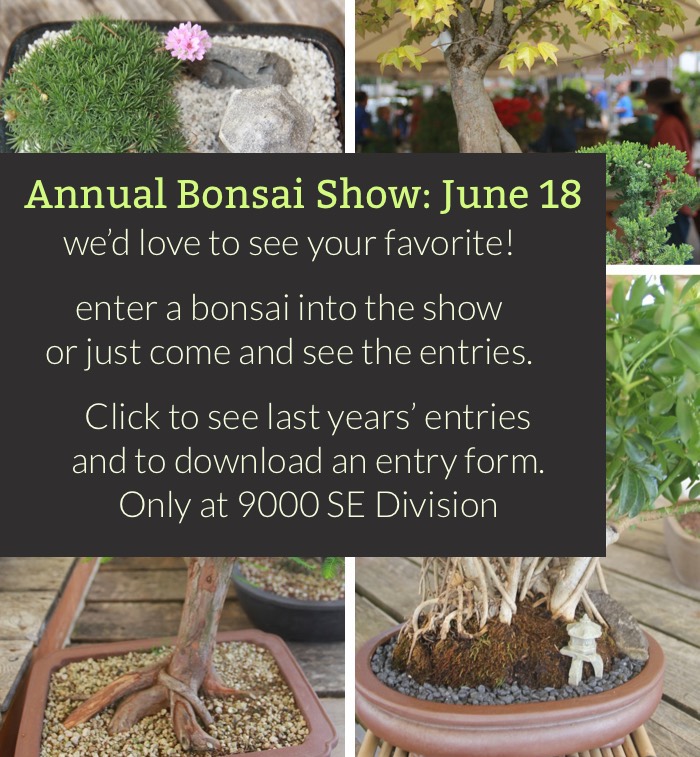 Annual Bonsai Show: June 18
we’d love to see your favorite!
enter a bonsai into the show
or just come and see the entries.
Click to see last years’ entries
and to download an entry form.
Only at 9000 SE Division